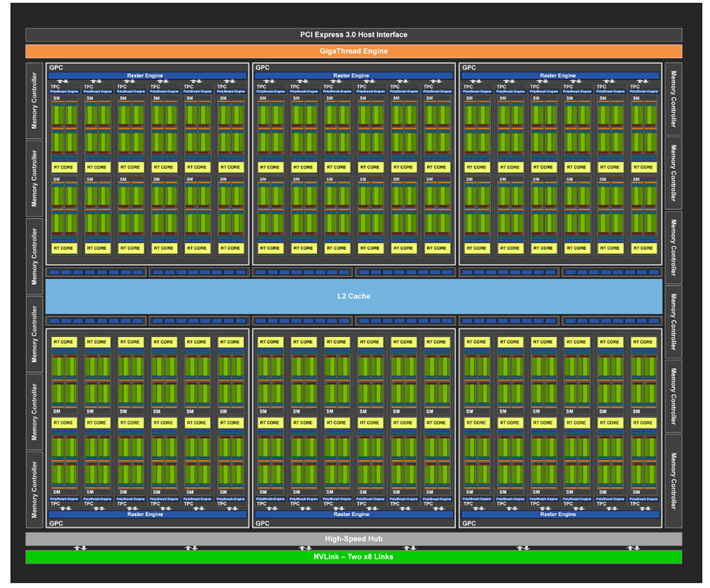 PCI Express 3.0 Host Interface
GigaThread Engine
GPC GPC GPC
Raster Engine Raster Engine Raster Engine
TPC TPC TPC TPC TPC TPC TPC TPC TPC TPC TPC TPC TPC TPC TPC TPC TPC TPC
PolyMorph Engine PolyMorph Engine PolyMorph Engine PolyMorph Engine PolyMorph Engine PolyMorph Engine PolyMorph Engine PolyMorph Engine PolyMorph Engine PolyMorph Engine PolyMorph Engine PolyMorph Engine PolyMorph Engine PolyMorph Engine PolyMorph Engine PolyMorph Engine PolyMorph Engine PolyMorph Engine
SM SM SM SM SM SM SM SM SM SM SM SM SM SM SM SM SM SM
RT CORE RT CORE RT CORE RT CORE RT CORE RT CORE RT CORE RT CORE RT CORE RT CORE RT CORE RT CORE RT CORE RT CORE RT CORE RT CORE RT CORE RT CORE
SM SM SM SM SM SM SM SM SM SM SM SM SM SM SM SM SM SM
RT CORE RT CORE RT CORE RT CORE RT CORE RT CORE RT CORE RT CORE RT CORE RT CORE RT CORE RT CORE RT CORE RT CORE RT CORE RT CORE RT CORE RT CORE
L2 Cache
RT CORE RT CORE RT CORE RT CORE RT CORE RT CORE RT CORE RT CORE RT CORE RT CORE RT CORE RT CORE RT CORE RT CORE RT CORE RT CORE RT CORE RT CORE
SM SM SM SM SM SM SM SM SM SM SM SM SM SM SM SM SM SM
RT CORE RT CORE RT CORE RT CORE RT CORE RT CORE RT CORE RT CORE RT CORE RT CORE RT CORE RT CORE RT CORE RT CORE RT CORE RT CORE RT CORE RT CORE
SM SM SM SM SM SM SM SM SM SM SM SM SM SM SM SM SM SM
PolyMorph Engine PolyMorph Engine PolyMorph Engine PolyMorph Engine PolyMorph Engine PolyMorph Engine PolyMorph Engine PolyMorph Engine PolyMorph Engine PolyMorph Engine PolyMorph Engine PolyMorph Engine PolyMorph Engine PolyMorph Engine PolyMorph Engine PolyMorph Engine PolyMorph Engine PolyMorph Engine
TPC TPC TPC TPC TPC TPC TPC TPC TPC TPC TPC TPC TPC TPC TPC TPC TPC TPC
Raster Engine Raster Engine Raster Engine
GPC GPC GPC
Memory Controller
Memory Controller
Memory Controller
Memory Controller
Memory Controller
Memory Controller
Memory Controller
Memory Controller
Memory Controller
Memory Controller
Memory Controller
Memory Controller
High-Speed Hub
NVLink – Two x8 Links